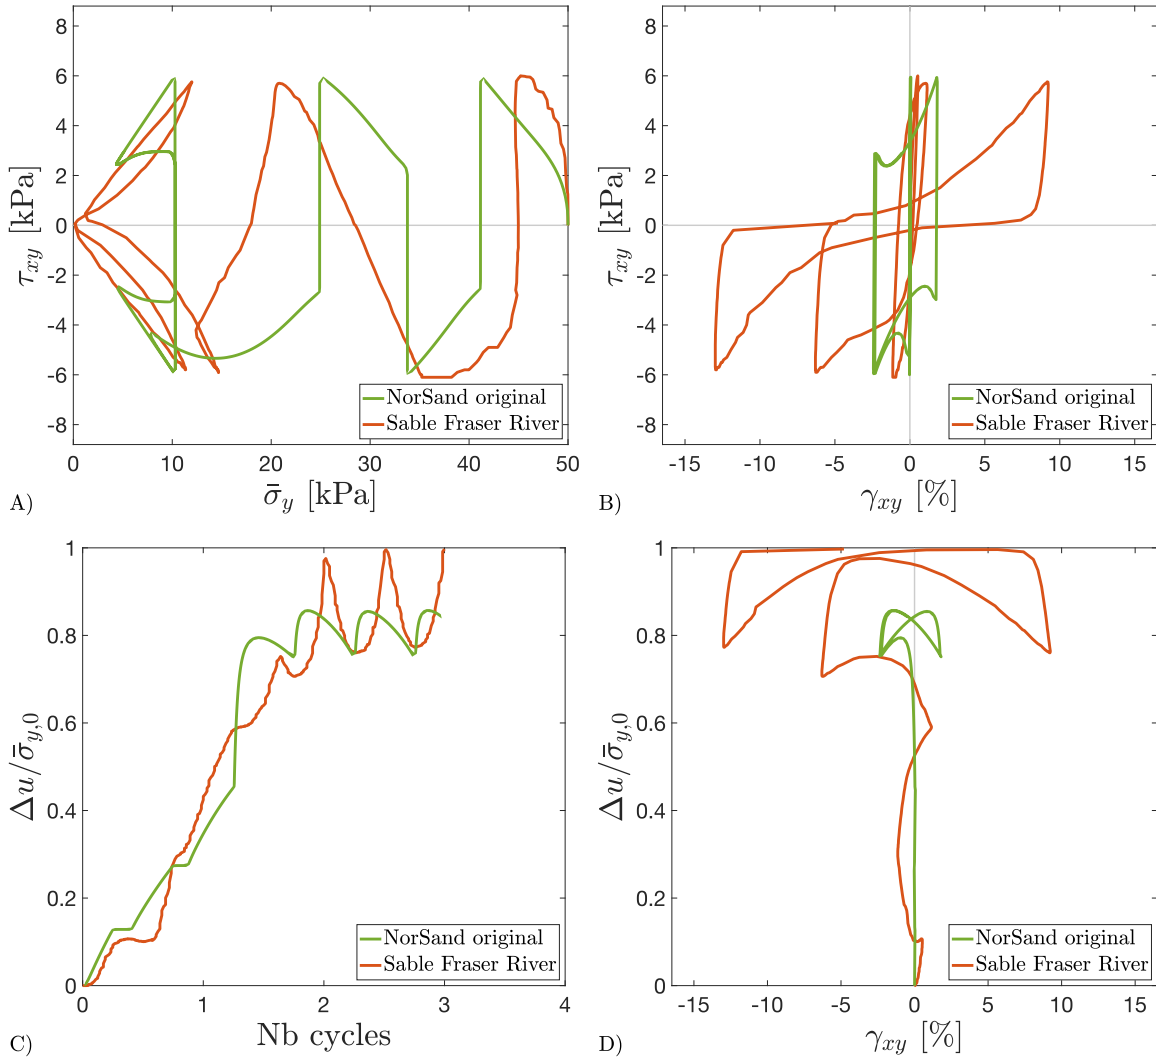 8
6
4
2
0
-2
-4
-6
-8
τxy [kPa]
NorSand original
Sable Fraser River
0
10
20
30
40
50
σ̄y [kPa]
A)
8
6
4
2
0
-2
-4
-6
-8
τxy [kPa]
NorSand original
Sable Fraser River
-15
-10
-5
0
5
10
15
γxy [%]
B)
1
0.8
0.6
0.4
0.2
0
Δu/σ̄y,0
NorSand original
Sable Fraser River
0
1
2
3
4
Nb cycles
C)
1
0.8
0.6
0.4
0.2
0
Δu/σ̄y,0
NorSand original
Sable Fraser River
-15
-10
-5
0
5
10
15
γxy [%]
D)